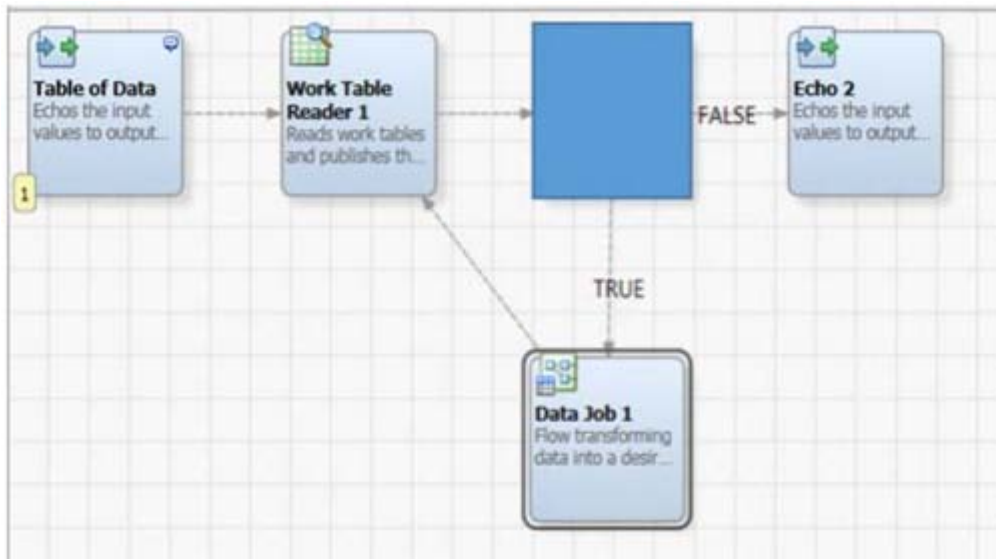 Table of Data
Echos the input
values to output...
1
Work Table
Reader 1
Reads work tables
and publishes th...
FALSE
Echo 2
Echos the input
values to output...
TRUE
Data Job 1
Flow transforming
data into a desir...